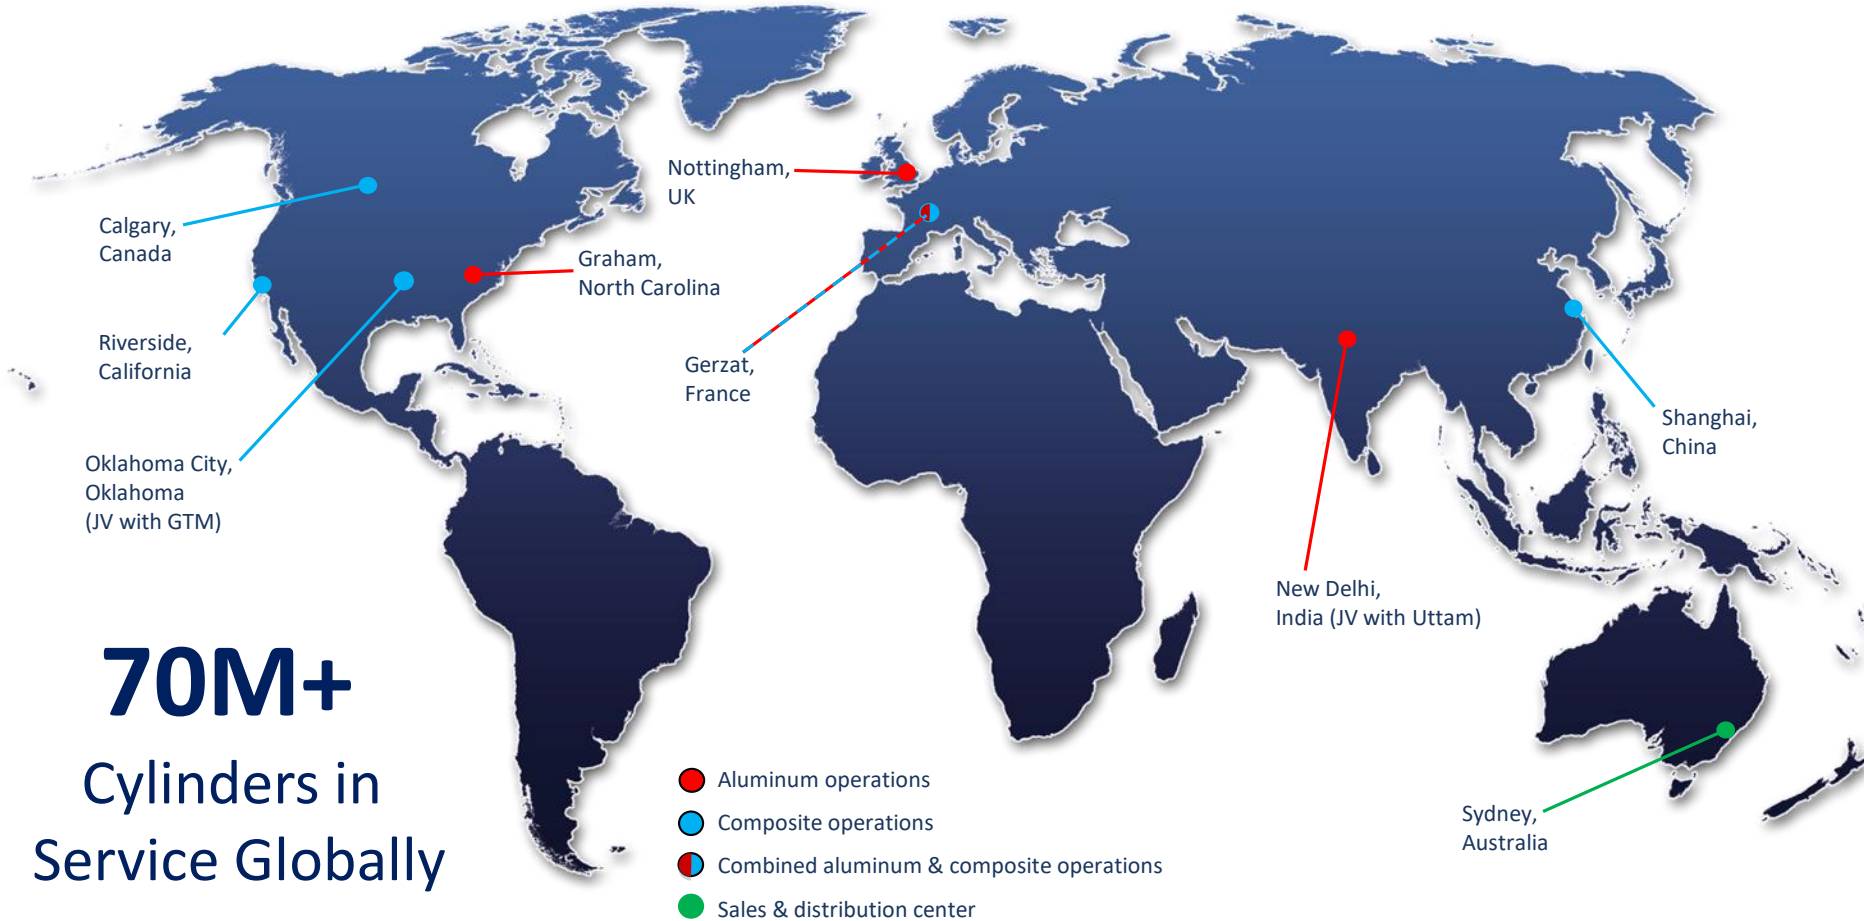 Nottingham,
UK
Calgary,
Canada
Graham,
North Carolina
Riverside,
California
Gerzat,
France
Shanghai,
China
Oklahoma City,
Oklahoma
(JV with GTM)
New Delhi,
India (JV with Uttam)
70M+
Cylinders in
Service Globally
Aluminum operations
Composite operations
Combined aluminum & composite operations
Sales & distribution center
Sydney,
Australia